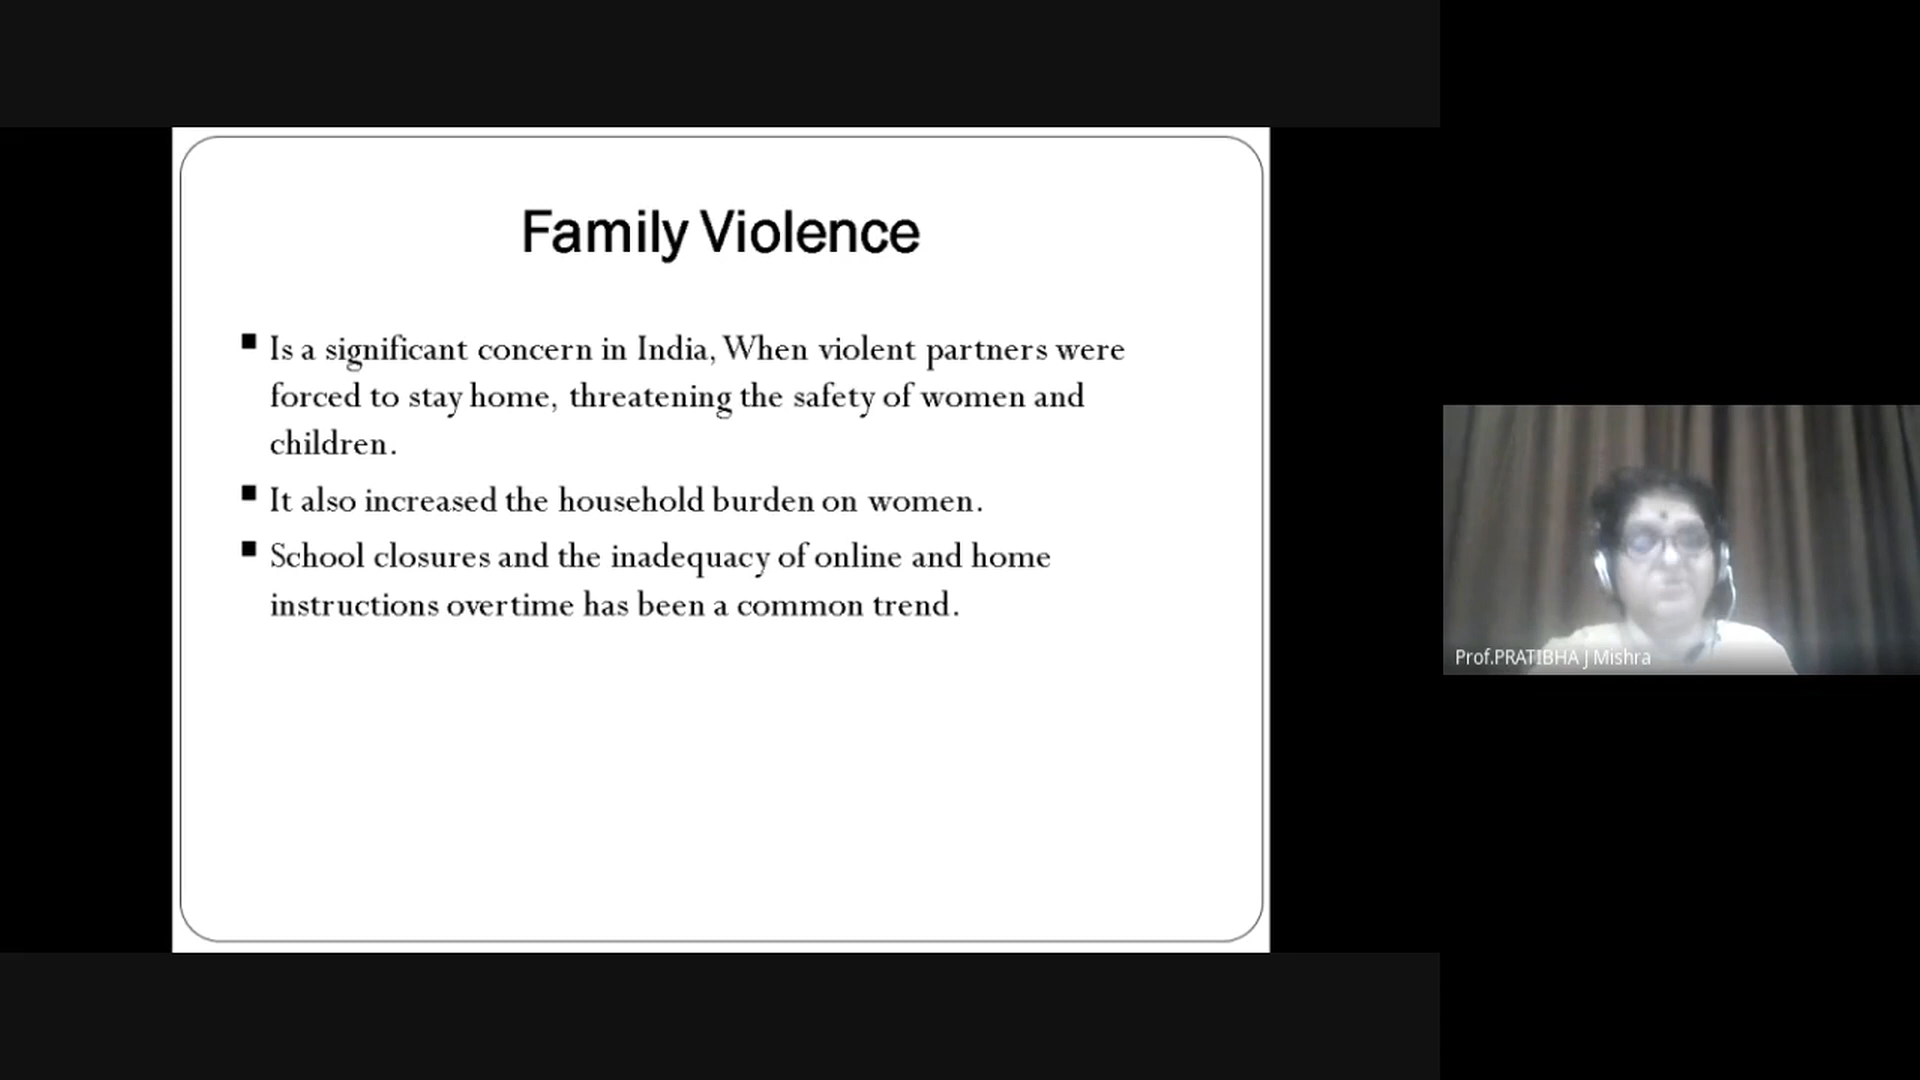 Family Violence
Is a significant concern in India, When violent partners were
forced to stay home, threatening the safety of women and
children.
It also increased the household burden on women.
School closures and the inadequacy of online and home
instructions overtime has been a common trend.
Prof.PRATIBHA J Mishra